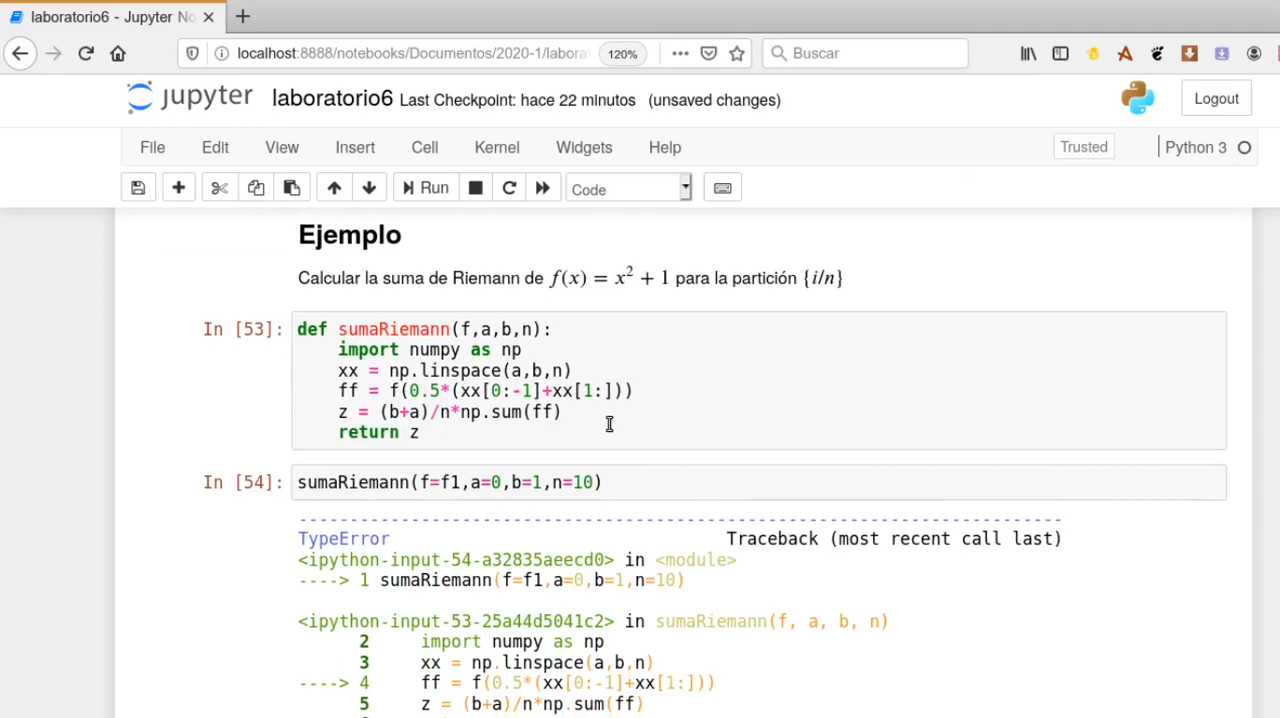 laboratorio6 - Jupyter No
localhost:8888/notebooks/Documentos/2020-1/labora
120%
Buscar
jupyter
laboratorio6 Last Checkpoint: hace 22 minutos (unsaved changes)
Logout
File Edit View Insert Cell Kernel Widgets Help
Trusted
Python 3
Run
Code
Ejemplo
Calcular la suma de Riemann de f(x) = x² + 1 para la partición {i/n}
In [53]:
def sumaRiemann(f,a,b,n):
    import numpy as np
    xx = np.linspace(a,b,n)
    ff = f(0.5*(xx[0:-1]+xx[1:]))
    z = (b+a)/n*np.sum(ff)
    return z
In [54]:
sumaRiemann(f=f1,a=0,b=1,n=10)
---------------------------------------------------------------------------
TypeError                                 Traceback (most recent call last)
<ipython-input-54-a32835aeecd0> in <module>
----> 1 sumaRiemann(f=f1,a=0,b=1,n=10)
<ipython-input-53-25a44d5041c2> in sumaRiemann(f, a, b, n)
      2     import numpy as np
      3     xx = np.linspace(a,b,n)
----> 4     ff = f(0.5*(xx[0:-1]+xx[1:]))
      5     z = (b+a)/n*np.sum(ff)